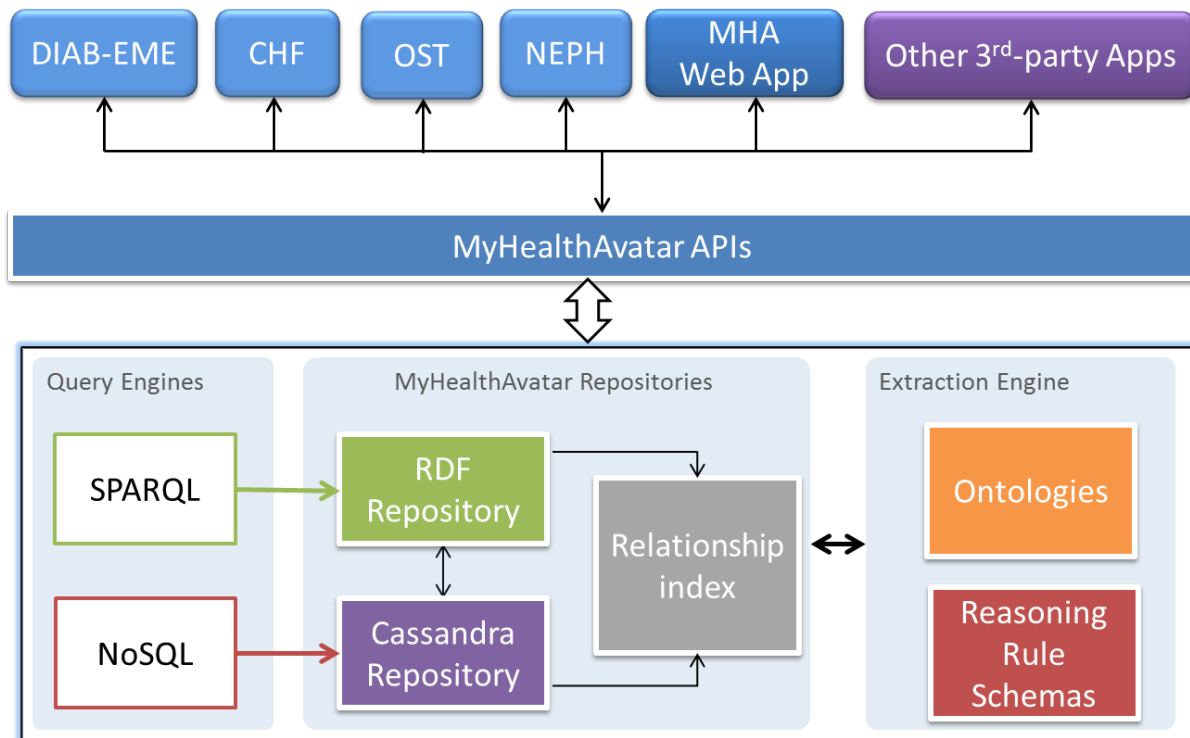 DIAB-EME
CHF
OST
NEPH
MHA
Web App
Other 3rd-party Apps
MyHealthAvatar APIs
Query Engines
MyHealthAvatar Repositories
Extraction Engine
SPARQL
RDF
Repository
Ontologies
Relationship
index
NoSQL
Cassandra
Repository
Reasoning
Rule
Schemas